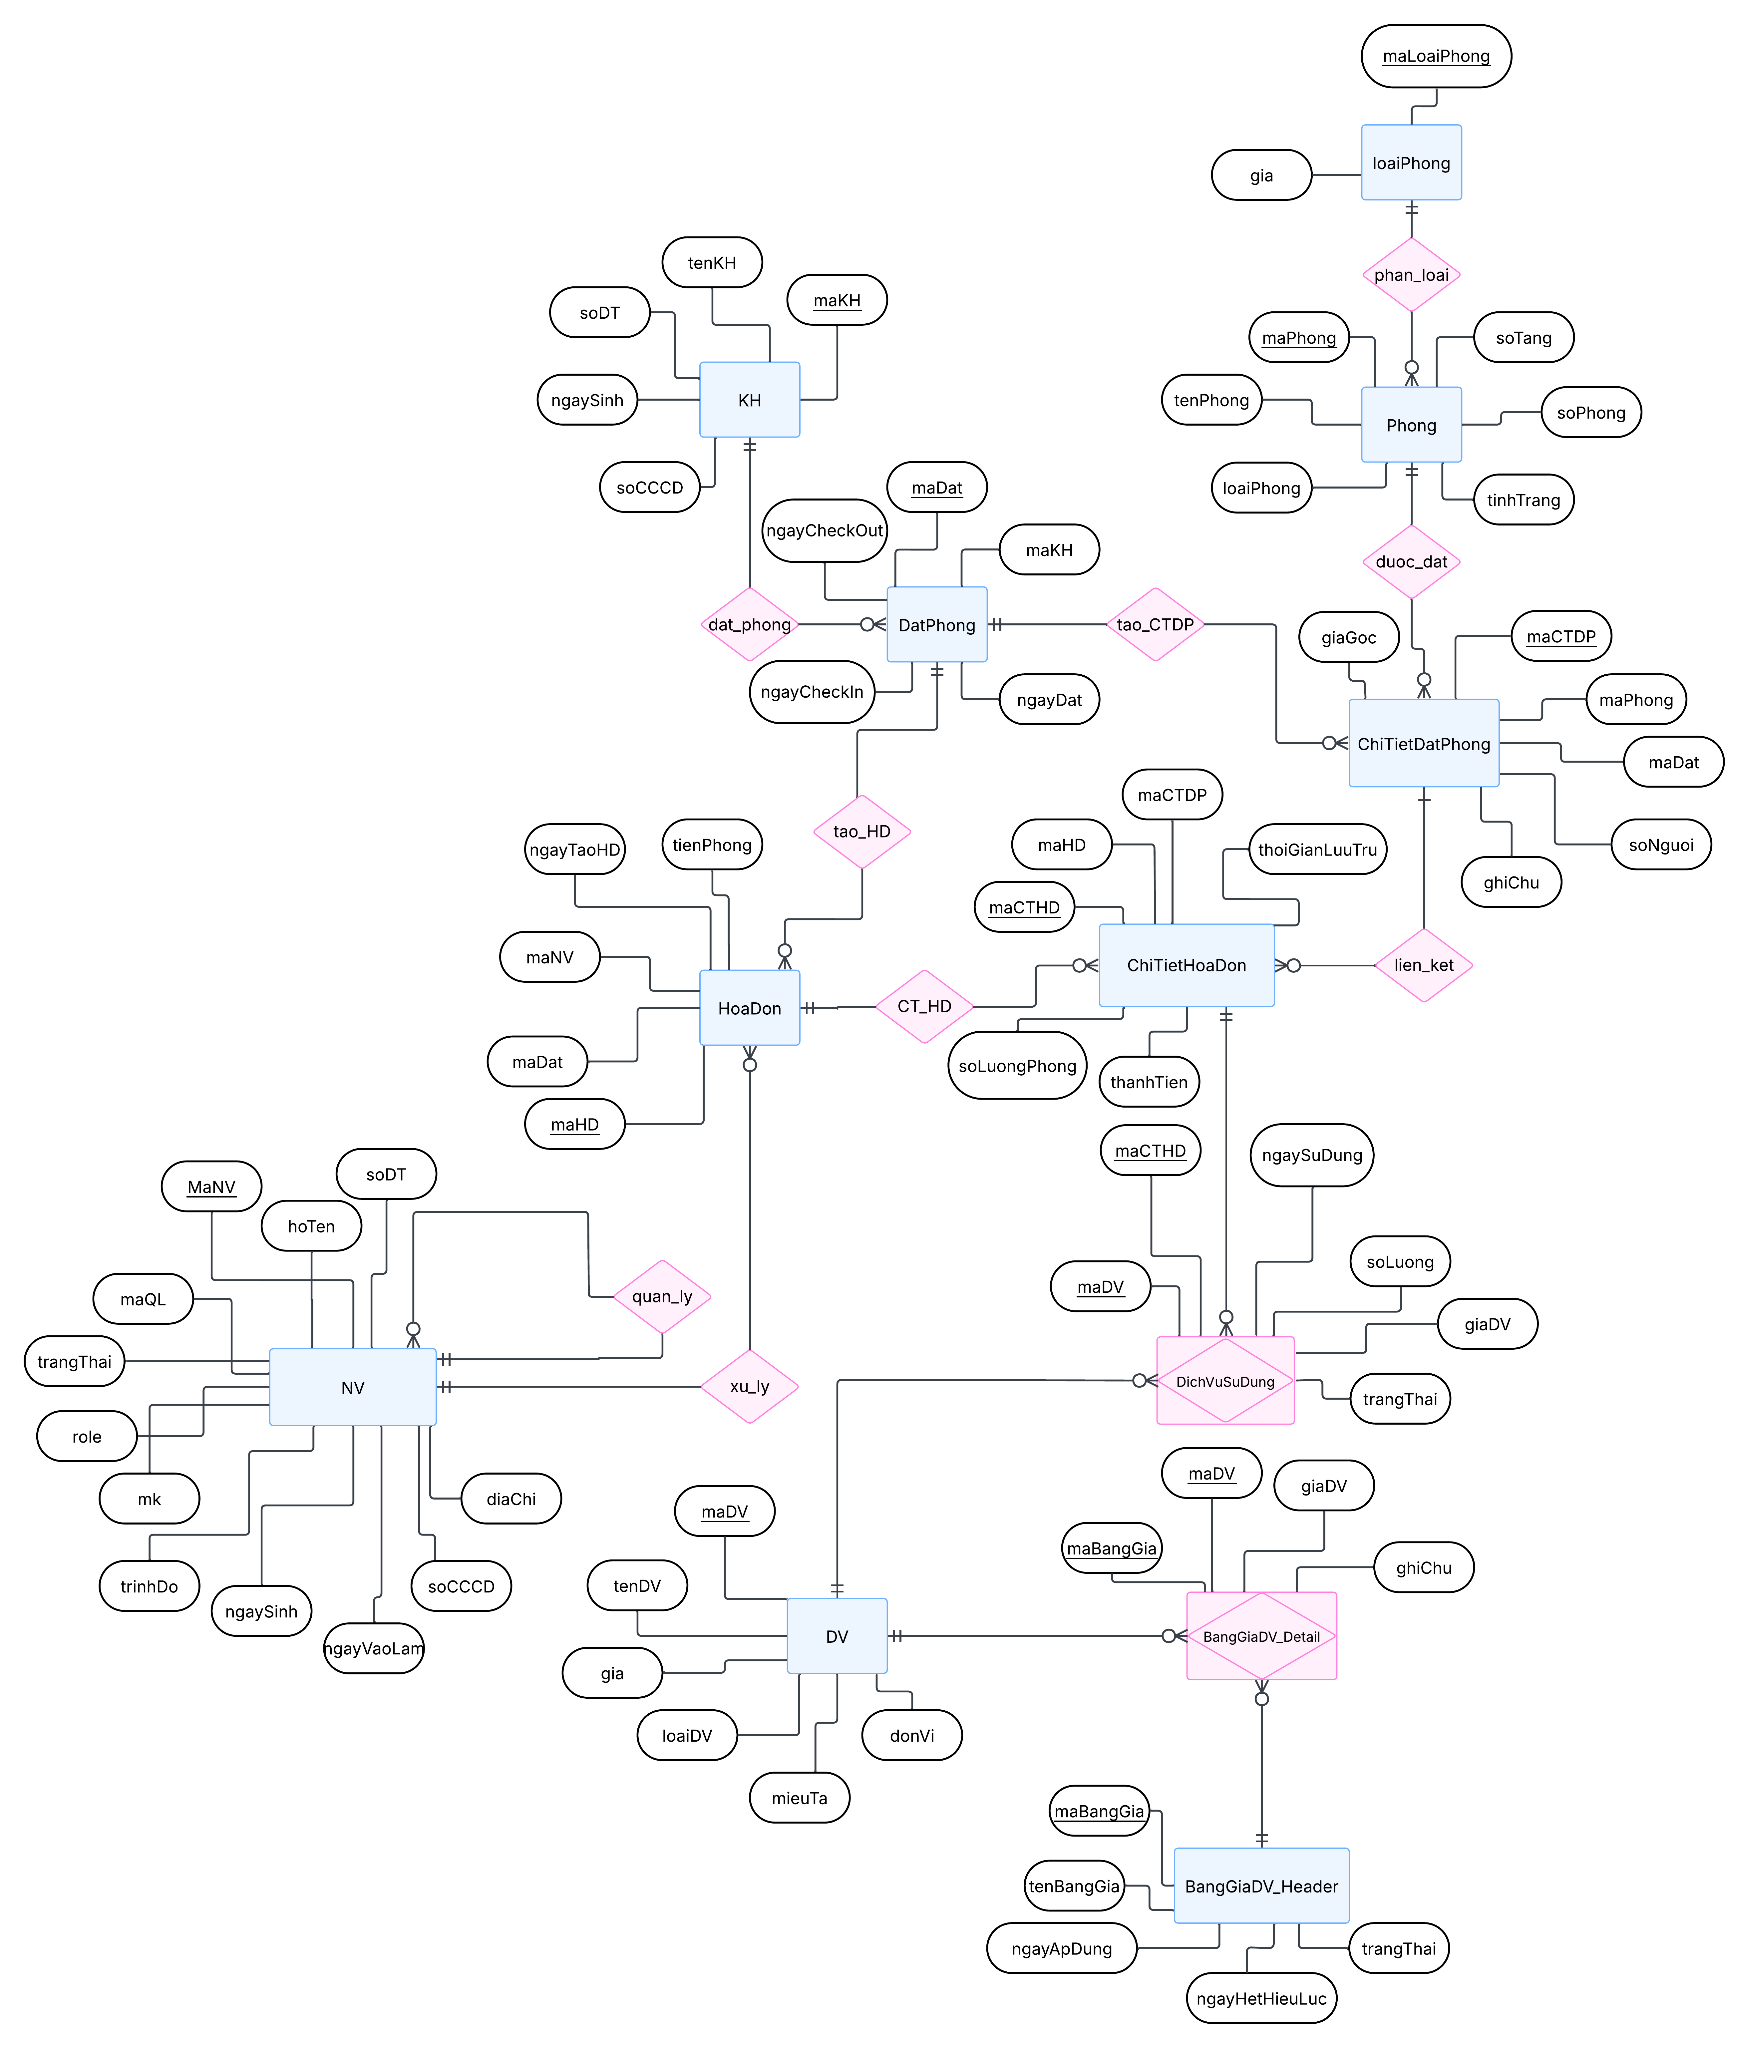 maLoaiPhong
loaiPhong
gia
phan_loai
tenKH
maKH
soDT
ngaySinh
KH
soCCCD
maPhong
soTang
tenPhong
soPhong
Phong
loaiPhong
tinhTrang
duoc_dat
maDat
ngayCheckOut
maKH
dat_phong
DatPhong
tao_CTDP
ngayCheckIn
ngayDat
giaGoc
maCTDP
maPhong
ChiTietDatPhong
maDat
soNguoi
ghiChu
tao_HD
maCTDP
maHD
thoiGianLuuTru
maCTHD
ChiTietHoaDon
lien_ket
ngayTaoHD
tienPhong
maNV
HoaDon
CT_HD
maDat
soLuongPhong
thanhTien
maHD
MaNV
soDT
hoTen
maQL
quan_ly
trangThai
NV
xu_ly
role
mk
diaChi
trinhDo
soCCCD
ngaySinh
ngayVaoLam
maCTHD
ngaySuDung
soLuong
maDV
giaDV
DichVuSuDung
trangThai
maDV
giaDV
maBangGia
ghiChu
BangGiaDV_Detail
maDV
tenDV
DV
gia
loaiDV
donVi
mieuTa
maBangGia
tenBangGia
BangGiaDV_Header
ngayApDung
trangThai
ngayHetHieuLuc